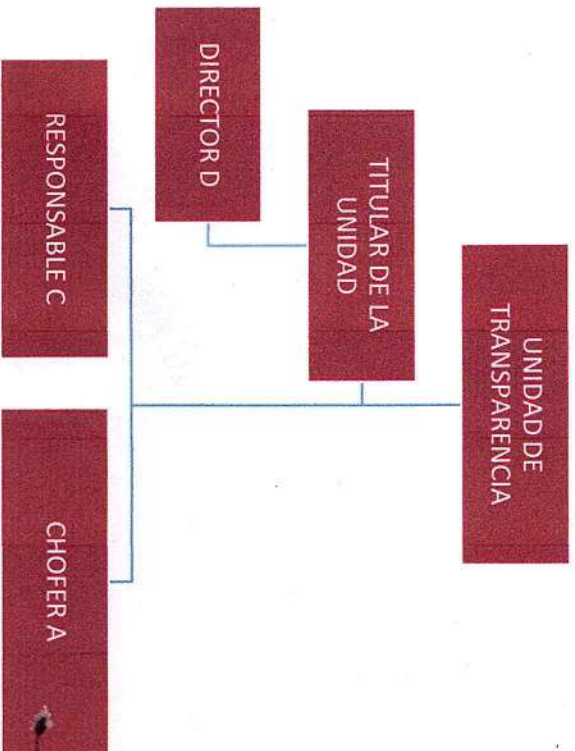 UNIDAD DE
TRANSPARENCIA
TITULAR DE LA
UNIDAD
DIRECTOR D
RESPONSABLE C
CHOFER A